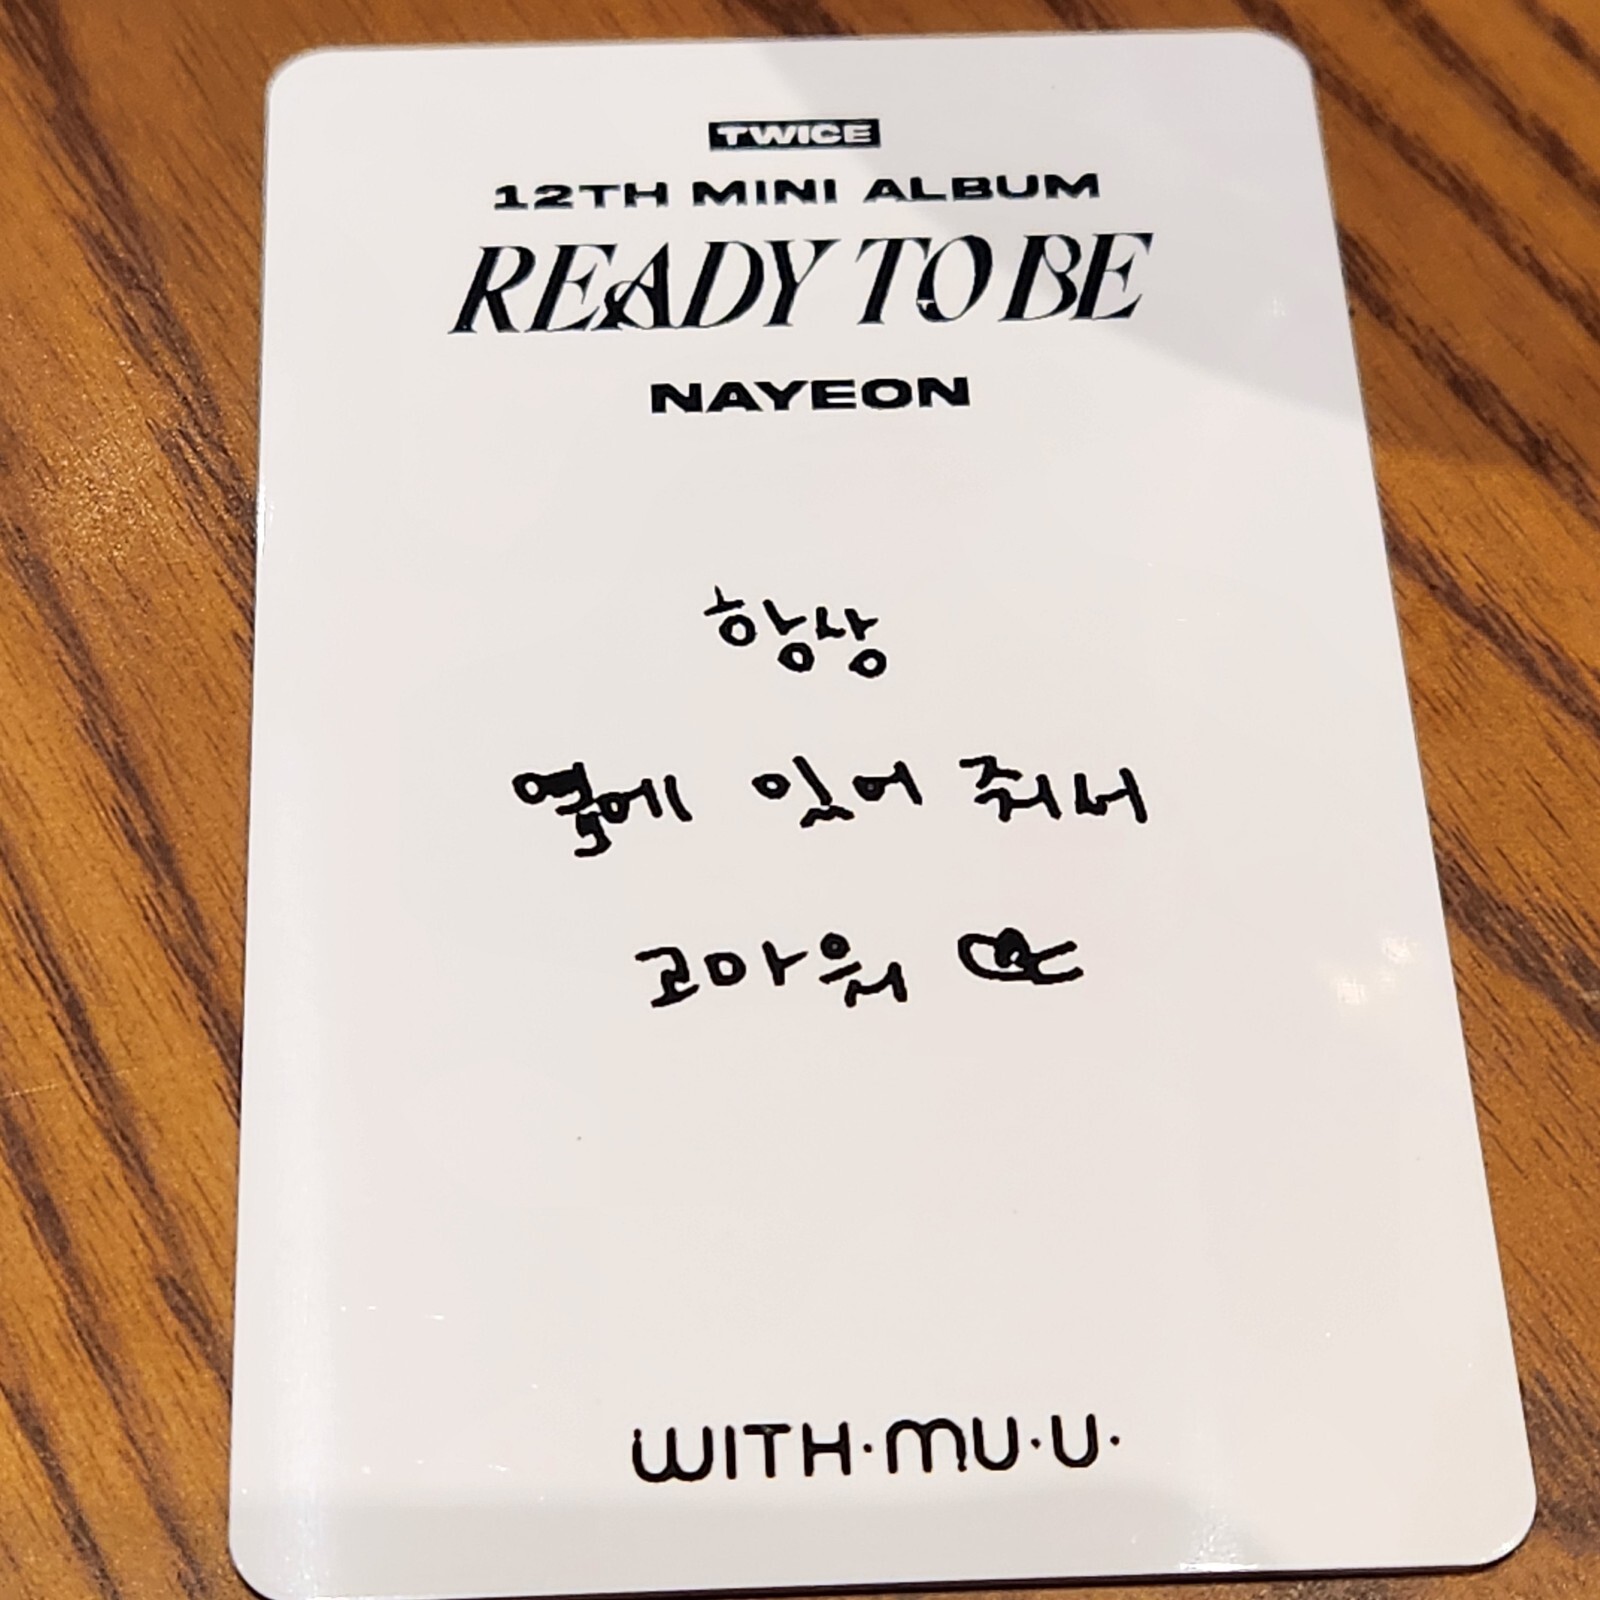 TWICE
12TH MINI ALBUM
READY TO BE
NAYEON
항상
옆에 있어 줘서
고마워
WITH·MU·U·